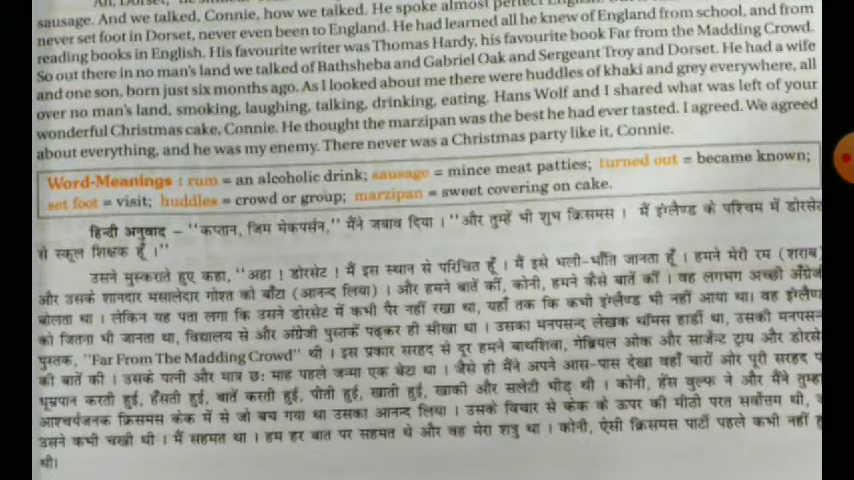 sausage. And we talked, Connie, how we talked. He spoke almost perfect English.
never set foot in Dorset, never even been to England. He had learned all he knew of England from school, and from
reading books in English. His favourite writer was Thomas Hardy, his favourite book Far from the Madding Crowd.
So out there in no man's land we talked of Bathsheba and Gabriel Oak and Sergeant Troy and Dorset. He had a wife
and one son, born just six months ago. As I looked about me there were huddles of khaki and grey everywhere, all
over no man's land, smoking, laughing, talking, drinking, eating. Hans Wolf and I shared what was left of your
wonderful Christmas cake, Connie. He thought the marzipan was the best he had ever tasted. I agreed. We agreed
about everything, and he was my enemy. There never was a Christmas party like it, Connie.
Word-Meanings : rum = an alcoholic drink; sausage = mince meat patties; turned out = became known;
set foot = visit; huddles = crowd or group; marzipan = sweet covering on cake.
हिन्दी अनुवाद – "कप्तान, जिम मेकपर्सन," मैंने जवाब दिया । "और तुम्हें भी शुभ क्रिसमस । मैं इंग्लैण्ड के पश्चिम में डोरसेट
से स्कूल शिक्षक हूँ ।"
उसने मुस्कराते हुए कहा, "अहा ! डोरसेट ! मैं इस स्थान से परिचित हूँ । मैं इसे भली-भाँति जानता हूँ । हमने मेरी रम (शराब)
और उसके शानदार मसालेदार गोश्त को बाँटा (आनन्द लिया) । और हमने बातें कीं, कोनी, हमने कैसे बातें कीं । वह लगभग अच्छी अँग्रेजी
बोलता था । लेकिन यह पता लगा कि उसने डोरसेट में कभी पैर नहीं रखा था, यहाँ तक कि कभी इंग्लैण्ड भी नहीं आया था। वह इंग्लैण्ड
को जितना भी जानता था, विद्यालय से और अंग्रेजी पुस्तकें पढ़कर ही सीखा था । उसका मनपसन्द लेखक थॉमस हार्डी था, उसकी मनपसन्द
पुस्तक, "Far From The Madding Crowd" थी । इस प्रकार सरहद से दूर हमने बाथशिवा, गेब्रियल ओक और सार्जेन्ट ट्राय और डोरसेट
की बातें की । उसके पत्नी और मात्र छः माह पहले जन्मा एक बेटा था । जैसे ही मैंने अपने आस-पास देखा वहाँ चारों और पूरी सरहद
धूम्रपान करती हुई, हँसती हुई, बातें करती हुई, पीती हुई, खाती हुई, खाकी और सलेटी भीड़ थी । कोनी, हेंस वुल्फ ने और मैंने
आश्चर्यजनक क्रिसमस केक में से जो बच गया था उसका आनन्द लिया । उसके विचार से केक के ऊपर की मीठी परत सर्वोत्तम थी,
उसने कभी चखी थी । मैं सहमत था । हम हर बात पर सहमत थे और वह मेरा शत्रु था । कोनी, ऐसी क्रिसमस पार्टी पहले कभी नहीं
थी।